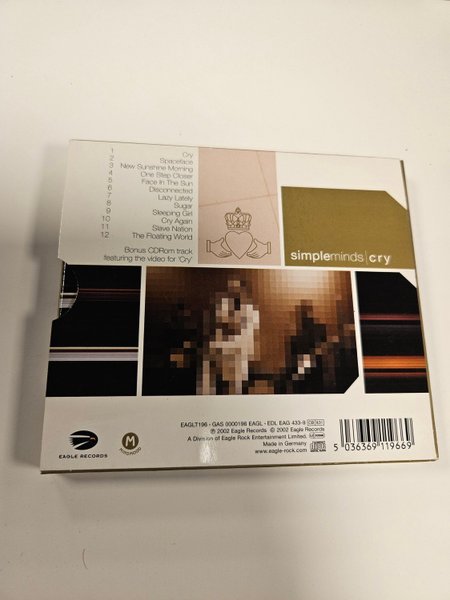 1 Cry
2 Spaceface
3 New Sunshine Morning
4 One Step Closer
5 Face In The Sun
6 Disconnected
7 Lazy Lately
8 Sugar
9 Sleeping Girl
10 Cry Again
11 Slave Nation
12 The Floating World
Bonus CDRom track
featuring the video for 'Cry'
simpleminds|cry
EAGLE RECORDS
M
EAGLT196 • GAS 0000196 EAGL • EDL EAG 433-8
℗ 2002 Eagle Records © 2002 Eagle Records
A Division of Eagle Rock Entertainment Limited.
Made in Germany
www.eagle-rock.com
5 036369 119669